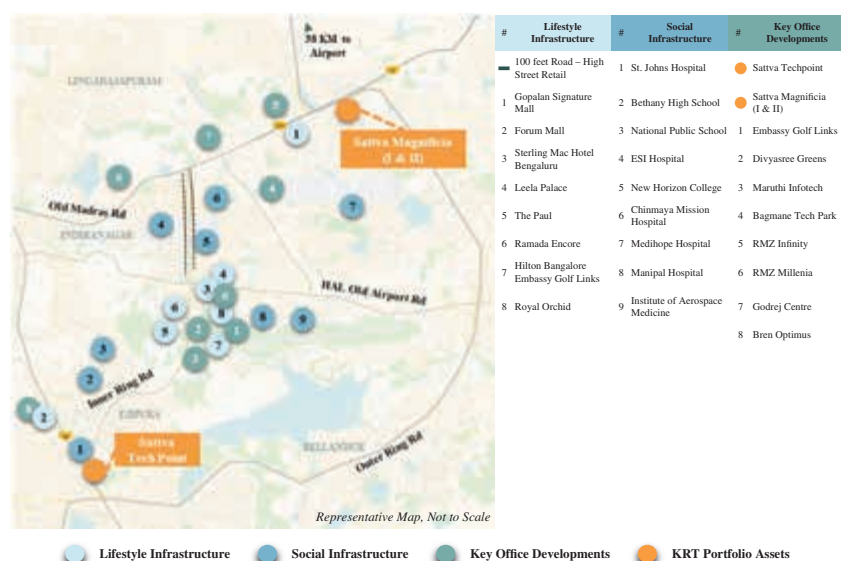 38 KM to
Airport
LINGARAJAPURAM
Sattva Magnificia
(I & II)
Old Madras Rd
INDIRANAGAR
HAL Old Airport Rd
Inner Ring Rd
EJIPURA
Sattva
Tech Point
BELLANDUR
Outer Ring Rd
Representative Map, Not to Scale
# Lifestyle Infrastructure # Social Infrastructure # Key Office Developments
100 feet Road – High Street Retail 1 St. Johns Hospital Sattva Techpoint
1 Gopalan Signature Mall 2 Bethany High School Sattva Magnificia (I & II)
2 Forum Mall 3 National Public School 1 Embassy Golf Links
3 Sterling Mac Hotel Bengaluru 4 ESI Hospital 2 Divyasree Greens
4 Leela Palace 5 New Horizon College 3 Maruthi Infotech
5 The Paul 6 Chinmaya Mission Hospital 4 Bagmane Tech Park
6 Ramada Encore 7 Medihope Hospital 5 RMZ Infinity
7 Hilton Bangalore Embassy Golf Links 8 Manipal Hospital 6 RMZ Millenia
8 Royal Orchid 9 Institute of Aerospace Medicine 7 Godrej Centre
8 Bren Optimus
Lifestyle Infrastructure Social Infrastructure Key Office Developments KRT Portfolio Assets